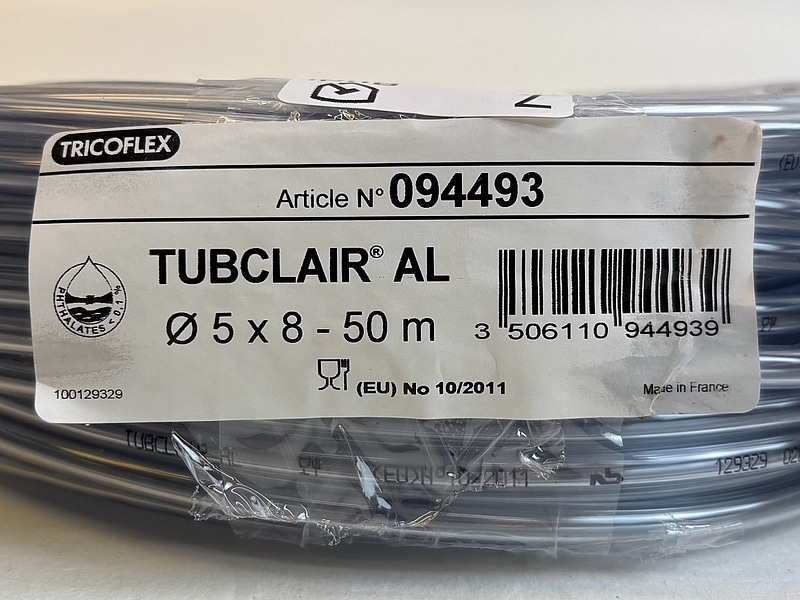 TRICOFLEX
Article N° 094493
TUBCLAIR® AL
Ø 5 x 8 - 50 m
3 506110 944939
PHTHALATES < 0.1 %
(EU) No 10/2011
100129329
Made in France
129329